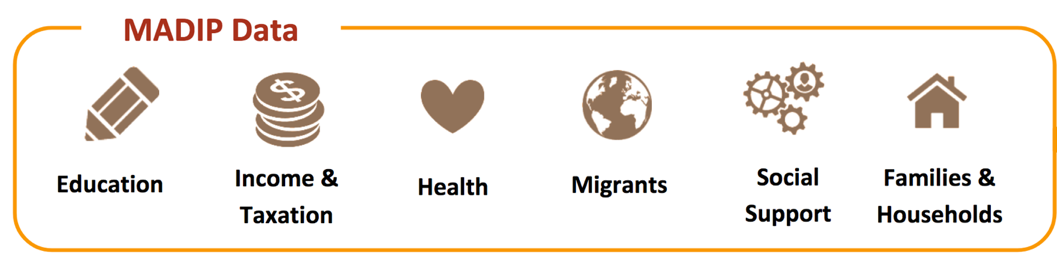 MADIP Data
Education
Income &
Taxation
Health
Migrants
Social
Support
Families &
Households